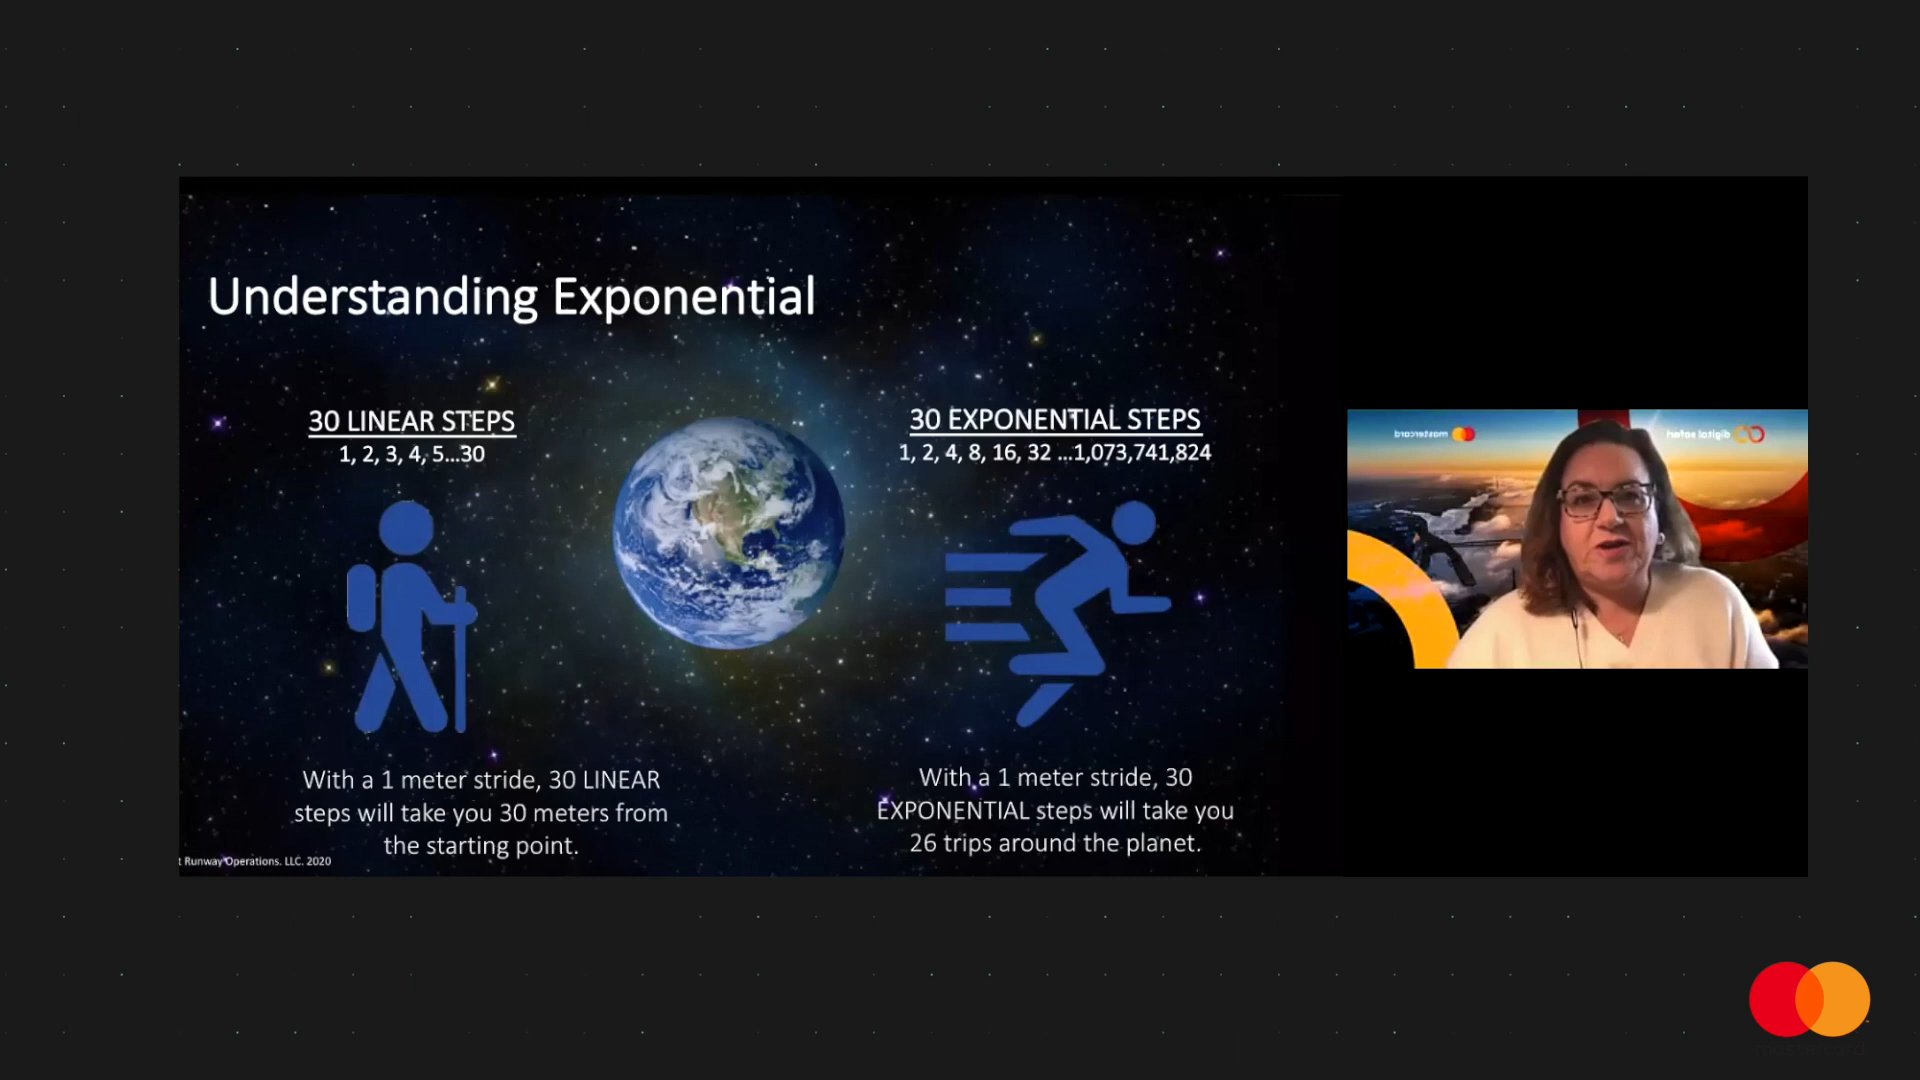 Understanding Exponential
30 LINEAR STEPS
1, 2, 3, 4, 5...30
30 EXPONENTIAL STEPS
1, 2, 4, 8, 16, 32 ...1,073,741,824
With a 1 meter stride, 30 LINEAR
steps will take you 30 meters from
the starting point.
With a 1 meter stride, 30
EXPONENTIAL steps will take you
26 trips around the planet.
t Runway Operations. LLC. 2020
mastercard
digital safari